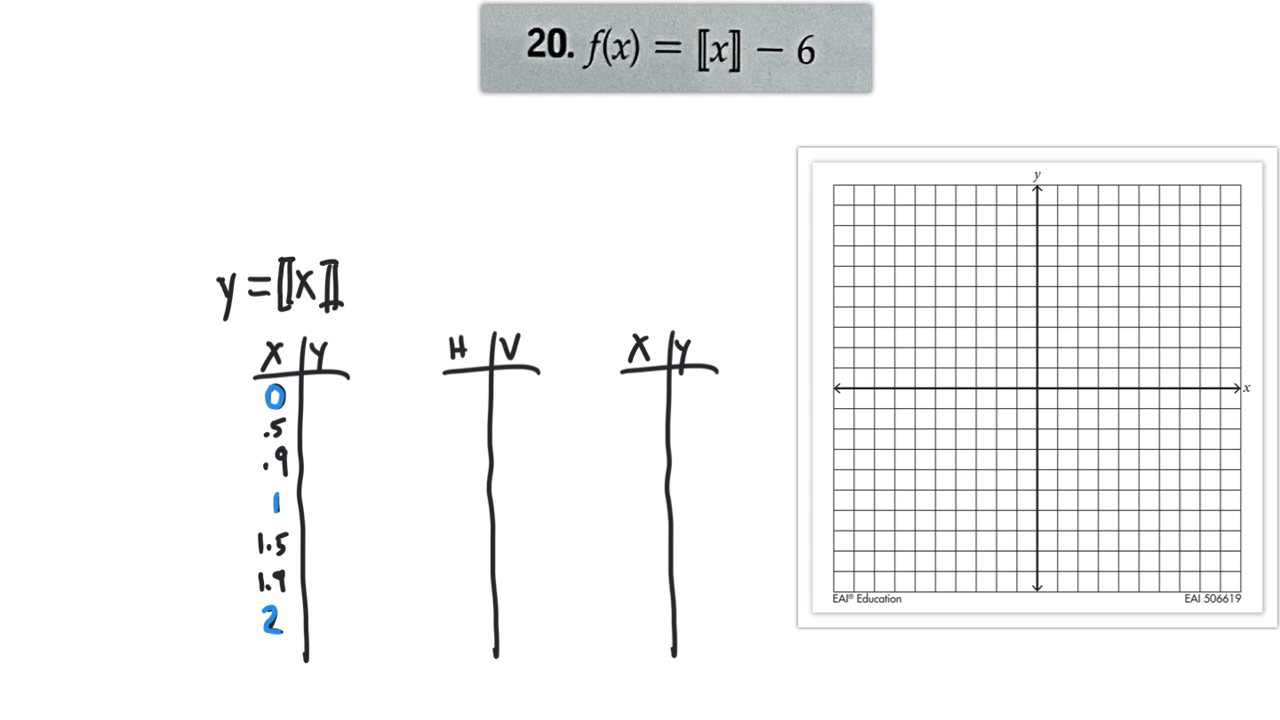 20. f(x) = ⟦x⟧ − 6
y
x
EAI® Education EAI 506619
y = ⟦x⟧
X Y
H V
X Y
0
.5
.9
1
1.5
1.9
2